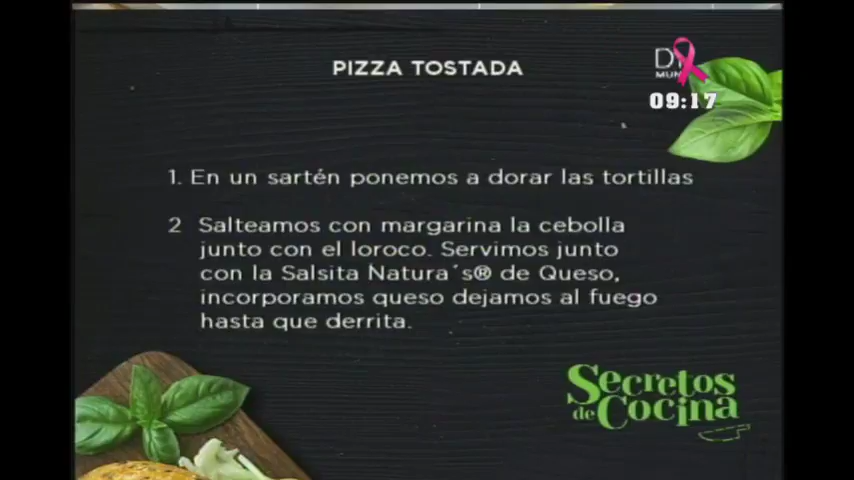 PIZZA TOSTADA
09:17
1. En un sartén ponemos a dorar las tortillas
2 Salteamos con margarina la cebolla
junto con el loroco. Servimos junto
con la Salsita Natura´s® de Queso,
incorporamos queso dejamos al fuego
hasta que derrita.
Secretos
de Cocina